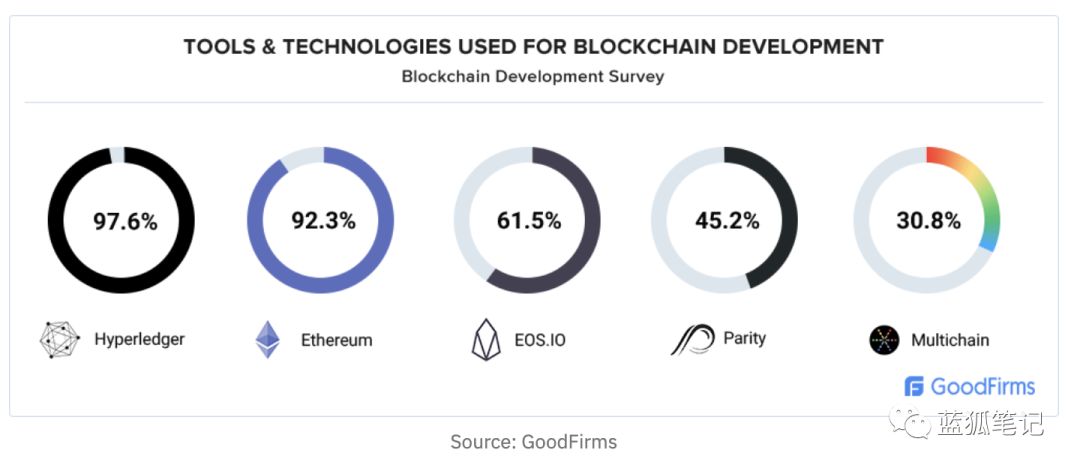 TOOLS & TECHNOLOGIES USED FOR BLOCKCHAIN DEVELOPMENT
Blockchain Development Survey
97.6%
92.3%
61.5%
45.2%
30.8%
Hyperledger
Ethereum
EOS.IO
Parity
Multichain
GoodFirms
蓝狐笔记
Source: GoodFirms